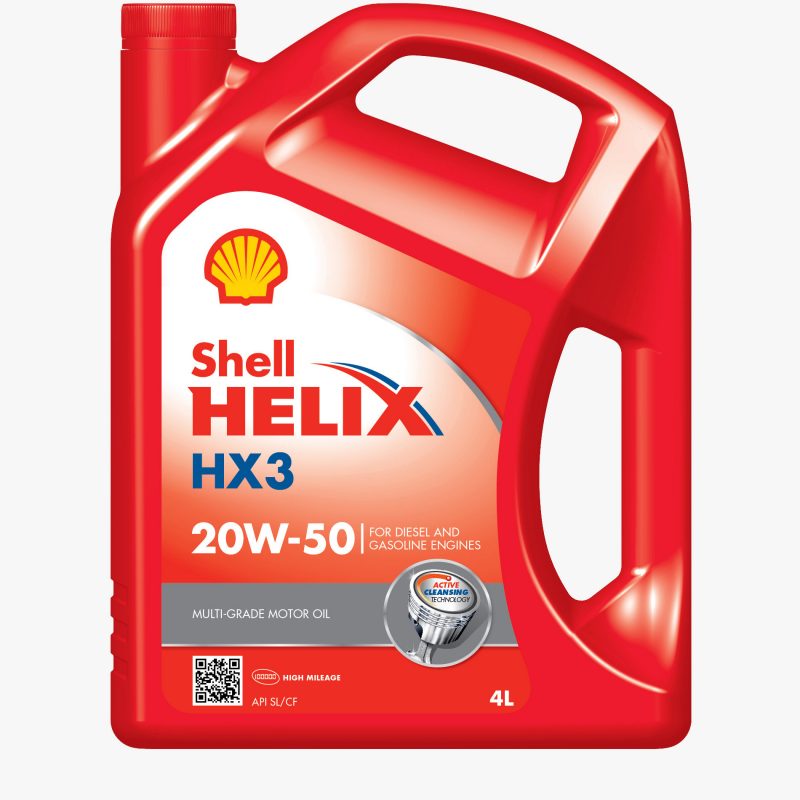 Shell
HELIX
HX3
20W-50
FOR DIESEL AND
GASOLINE ENGINES
ACTIVE
CLEANSING
TECHNOLOGY
MULTI-GRADE MOTOR OIL
100000 HIGH MILEAGE
API SL/CF
4L